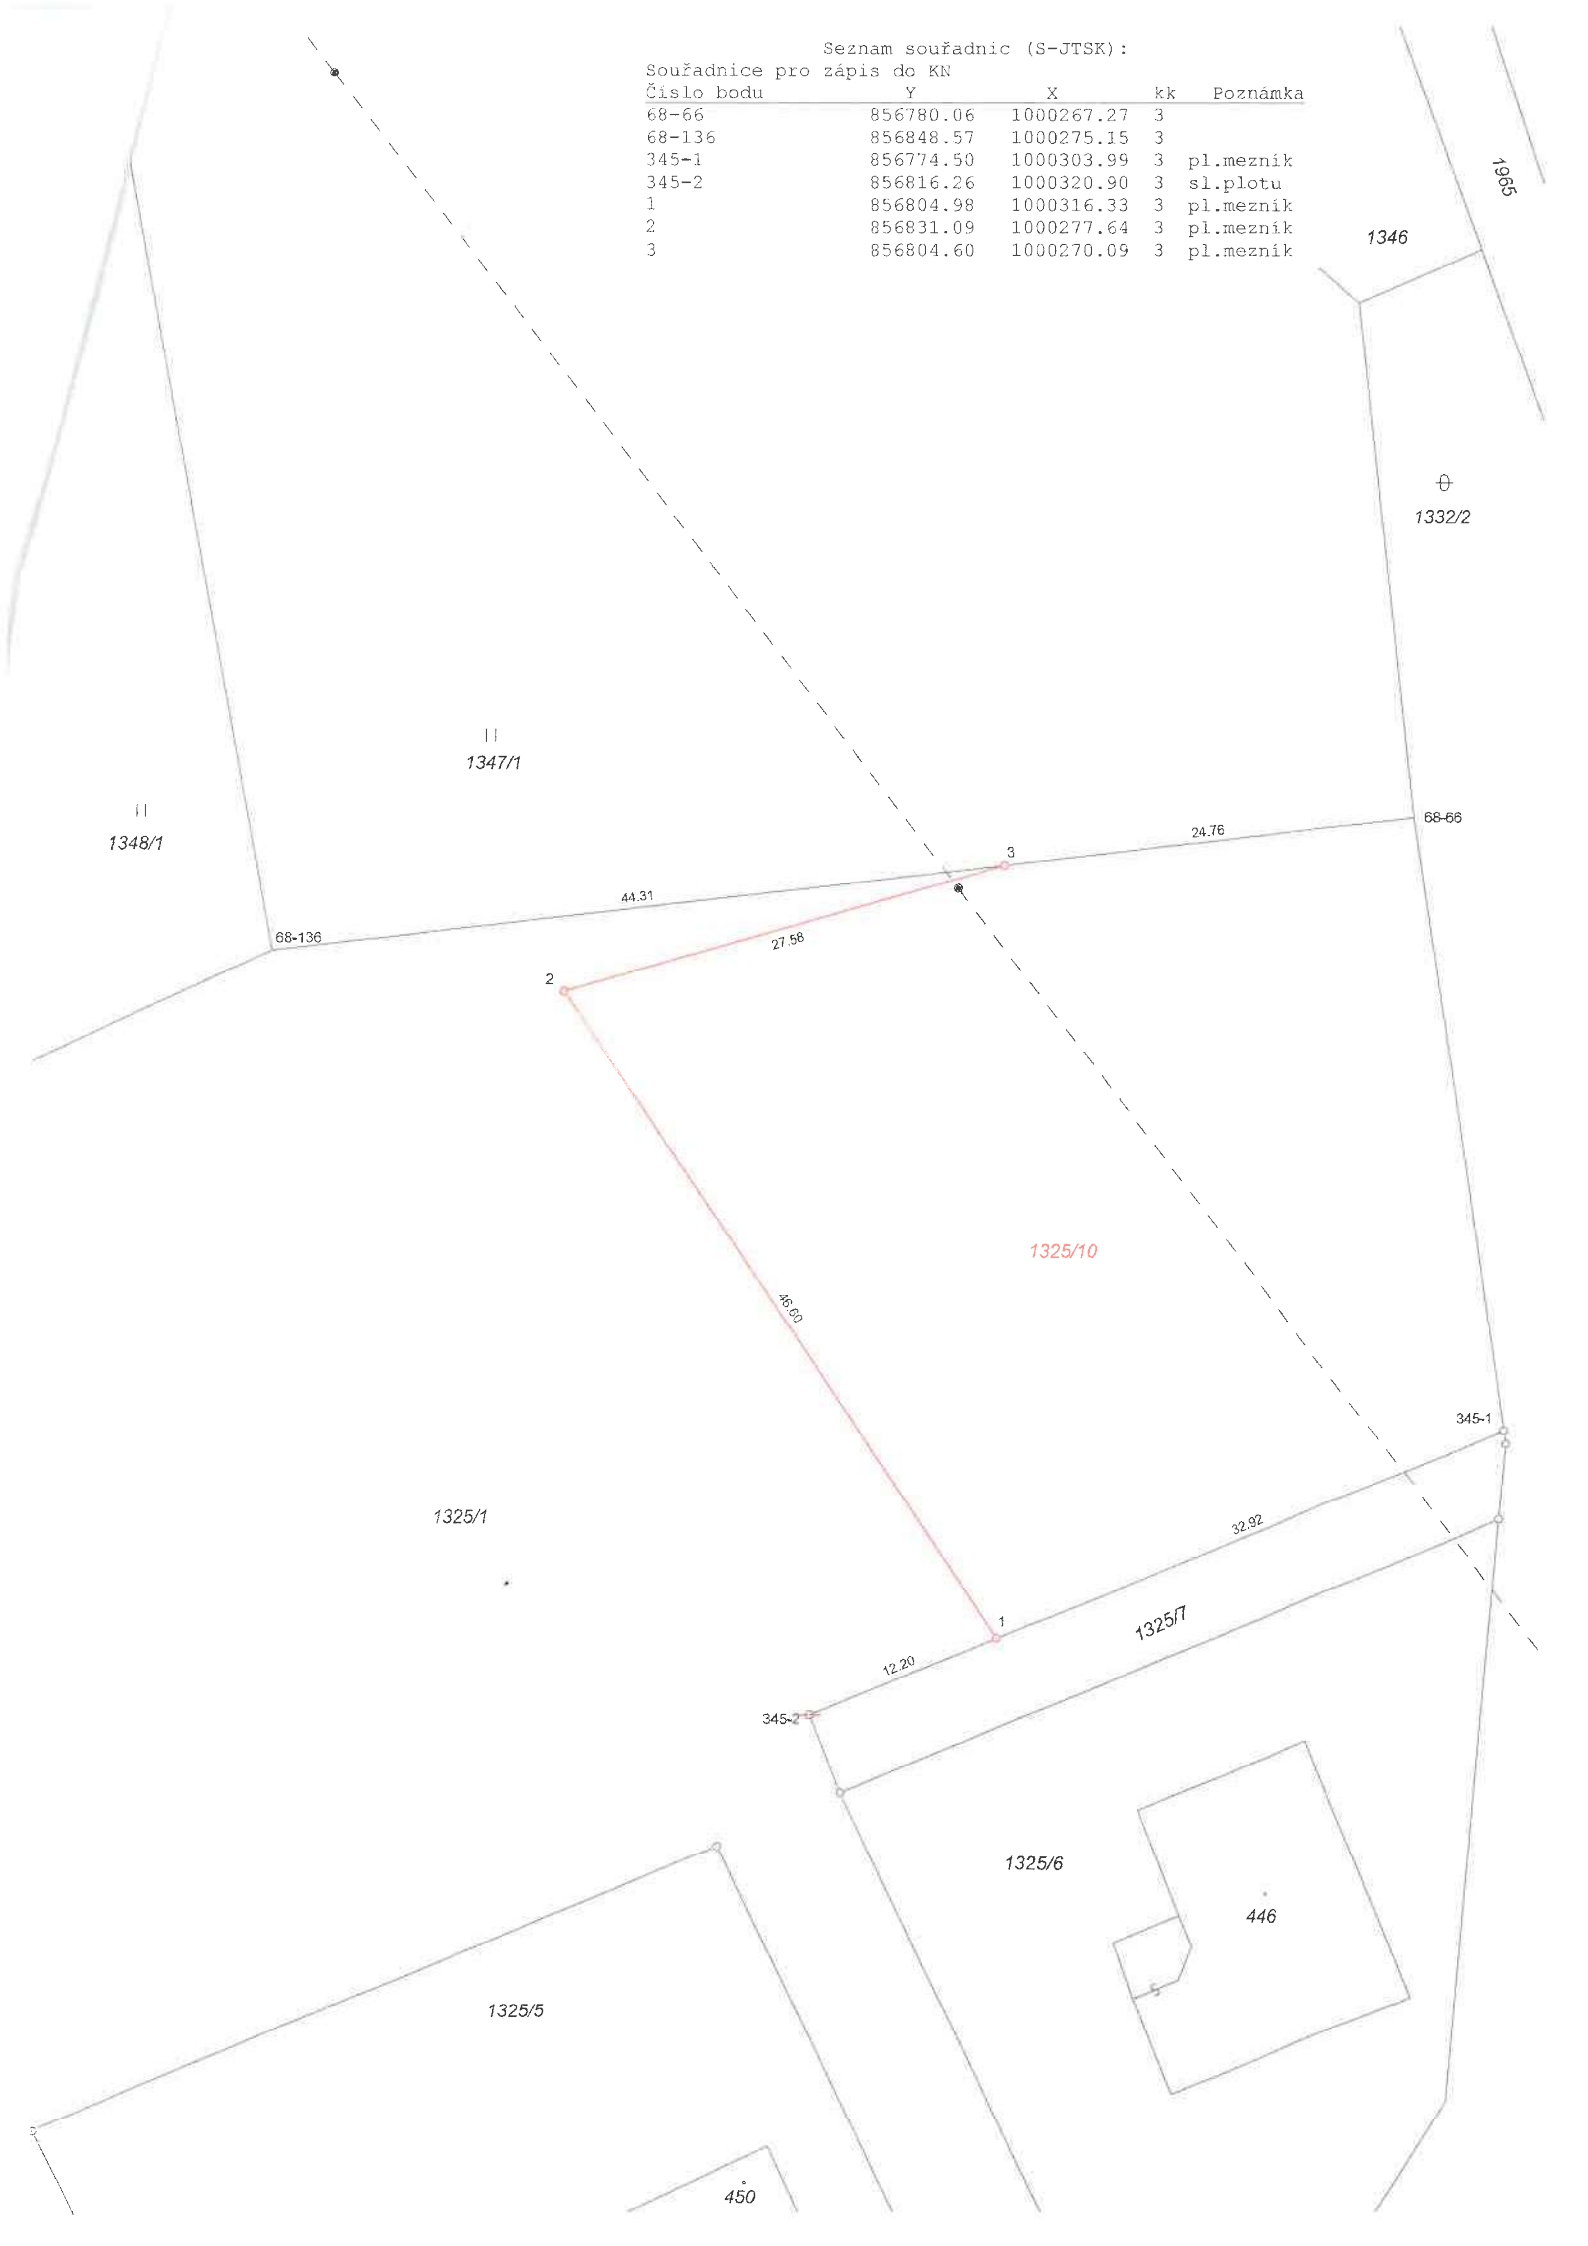 Seznam souřadnic (S-JTSK):
Souřadnice pro zápis do KN
Číslo bodu Y X kk Poznámka
68-66 856780.06 1000267.27 3
68-136 856848.57 1000275.15 3
345-1 856774.50 1000303.99 3 pl.mezník
345-2 856816.26 1000320.90 3 sl.plotu
1 856804.98 1000316.33 3 pl.mezník
2 856831.09 1000277.64 3 pl.mezník
3 856804.60 1000270.09 3 pl.mezník
1965
1346
1332/2
1347/1
1348/1
68-66
24.76
3
44.31
68-136
27.58
2
1325/10
46.60
345-1
1325/1
32.92
1
1325/7
12.20
345-2
1325/6
446
1325/5
450